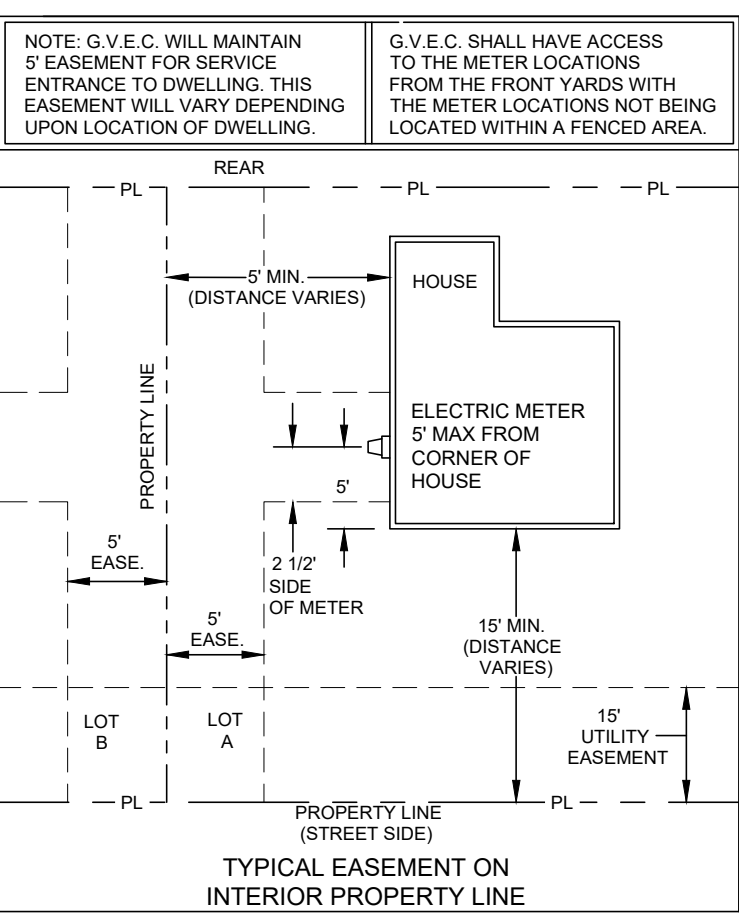 NOTE: G.V.E.C. WILL MAINTAIN
5' EASEMENT FOR SERVICE
ENTRANCE TO DWELLING. THIS
EASEMENT WILL VARY DEPENDING
UPON LOCATION OF DWELLING.
G.V.E.C. SHALL HAVE ACCESS
TO THE METER LOCATIONS
FROM THE FRONT YARDS WITH
THE METER LOCATIONS NOT BEING
LOCATED WITHIN A FENCED AREA.
REAR
PL
PL
PL
5' MIN.
(DISTANCE VARIES)
HOUSE
PROPERTY LINE
ELECTRIC METER
5' MAX FROM
CORNER OF
HOUSE
5'
5'
EASE.
2 1/2'
SIDE
OF METER
5'
EASE.
15' MIN.
(DISTANCE
VARIES)
LOT
B
LOT
A
15'
UTILITY
EASEMENT
PL
PL
PROPERTY LINE
(STREET SIDE)
TYPICAL EASEMENT ON
INTERIOR PROPERTY LINE